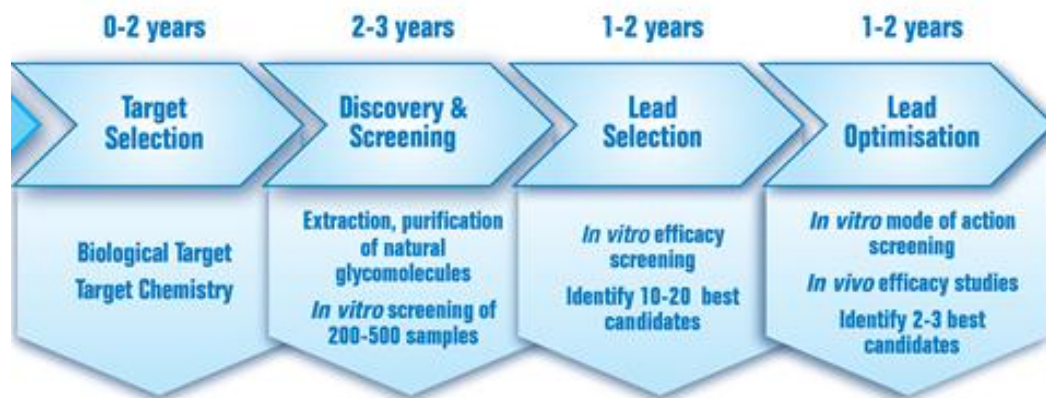 0-2 years
2-3 years
1-2 years
1-2 years
Target
Selection
Discovery &
Screening
Lead
Selection
Lead
Optimisation
Biological Target
Target Chemistry
Extraction, purification
of natural
glycomolecules
In vitro screening of
200-500 samples
In vitro efficacy
screening
Identify 10-20 best
candidates
In vitro mode of action
screening
In vivo efficacy studies
Identify 2-3 best
candidates